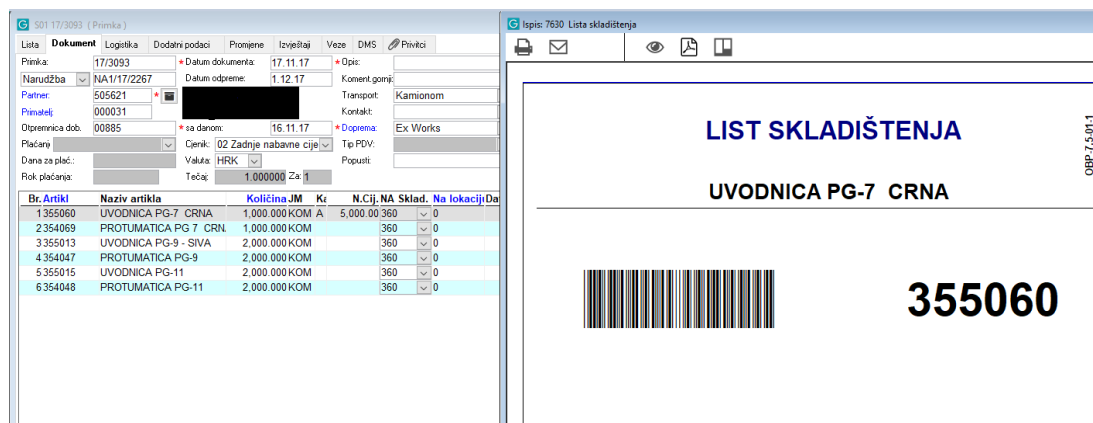 S01 17/3093 ( Primka )
Lista Dokument Logistika Dodatni podaci Promjene Izvještaji Veze DMS Privitci
Primka: 17/3093 * Datum dokumenta: 17.11.17 * Opis:
Narudžba NA1/17/2267 Datum odpreme: 1.12.17 Koment.gornji:
Partner: 505621 * Transport: Kamionom
Primatelj: 000031 Kontakt:
Otpremnica dob. 00885 * sa danom: 16.11.17 * Doprema: Ex Works
Plaćanj Cjenik: 02 Zadnje nabavne cije Tip PDV:
Dana za plać.: Valuta: HRK Popusti:
Rok plaćanja: Tečaj: 1.000000 Za: 1
Br. Artikl Naziv artikla Količina JM Ka N.Cij. NA Sklad. Na lokaciji Da
1 355060 UVODNICA PG-7 CRNA 1,000.000 KOM A 5,000.00 360 0
2 354069 PROTUMATICA PG 7 CRN. 1,000.000 KOM 360 0
3 355013 UVODNICA PG-9 - SIVA 2,000.000 KOM 360 0
4 354047 PROTUMATICA PG-9 2,000.000 KOM 360 0
5 355015 UVODNICA PG-11 2,000.000 KOM 360 0
6 354048 PROTUMATICA PG-11 2,000.000 KOM 360 0
Ispis: 7630 Lista skladištenja
LIST SKLADIŠTENJA
OBP-7,5-01-1
UVODNICA PG-7 CRNA
355060